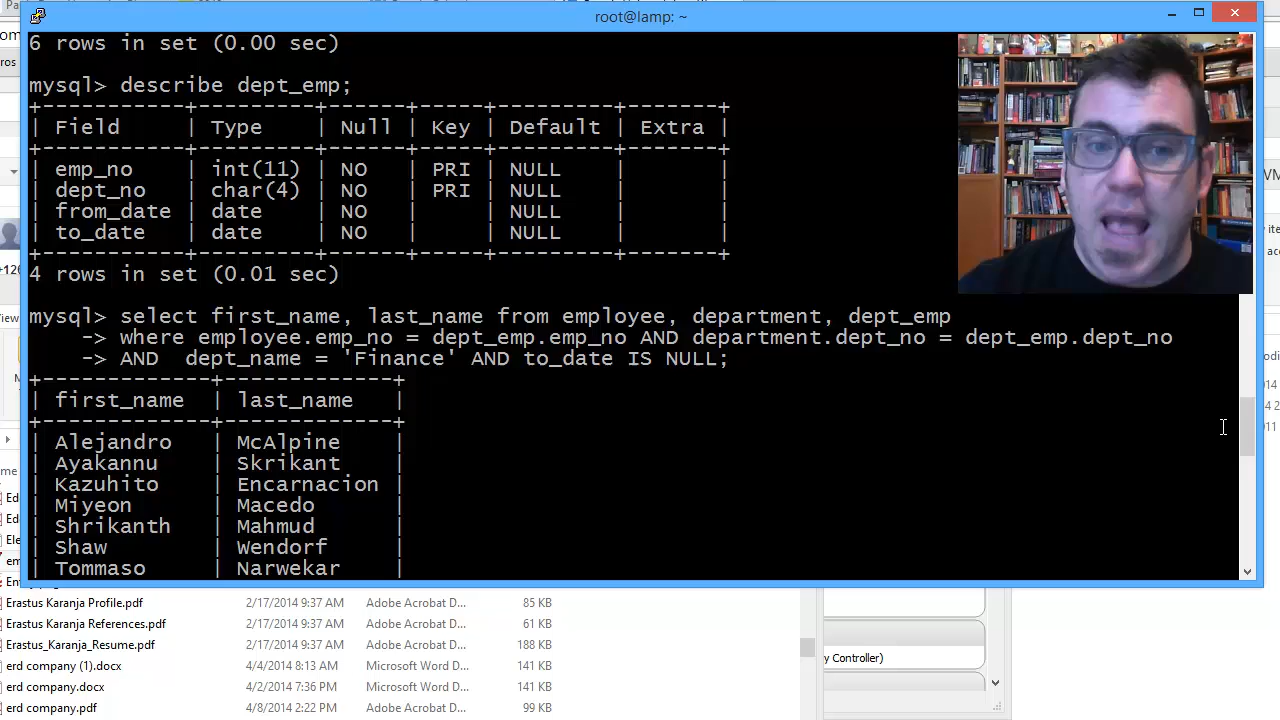 root@lamp: ~
6 rows in set (0.00 sec)
mysql> describe dept_emp;
+-----------+---------+------+-----+---------+-------+
| Field | Type | Null | Key | Default | Extra |
+-----------+---------+------+-----+---------+-------+
| emp_no | int(11) | NO | PRI | NULL | |
| dept_no | char(4) | NO | PRI | NULL | |
| from_date | date | NO | | NULL | |
| to_date | date | NO | | NULL | |
+-----------+---------+------+-----+---------+-------+
4 rows in set (0.01 sec)
mysql> select first_name, last_name from employee, department, dept_emp
-> where employee.emp_no = dept_emp.emp_no AND department.dept_no = dept_emp.dept_no
-> AND dept_name = 'Finance' AND to_date IS NULL;
+-------------+-------------+
| first_name | last_name |
+-------------+-------------+
| Alejandro | McAlpine |
| Ayakannu | Skrikant |
| Kazuhito | Encarnacion |
| Miyeon | Macedo |
| Shrikanth | Mahmud |
| Shaw | Wendorf |
| Tommaso | Narwekar |
Erastus Karanja Profile.pdf 2/17/2014 9:37 AM Adobe Acrobat D... 85 KB
Erastus Karanja References.pdf 2/17/2014 9:37 AM Adobe Acrobat D... 61 KB
Erastus_Karanja_Resume.pdf 2/17/2014 9:37 AM Adobe Acrobat D... 188 KB
y Controller)
erd company (1).docx 4/4/2014 8:13 AM Microsoft Word D... 141 KB
erd company.docx 4/2/2014 7:36 PM Microsoft Word D... 141 KB
erd company.pdf 4/8/2014 2:22 PM Adobe Acrobat D... 99 KB